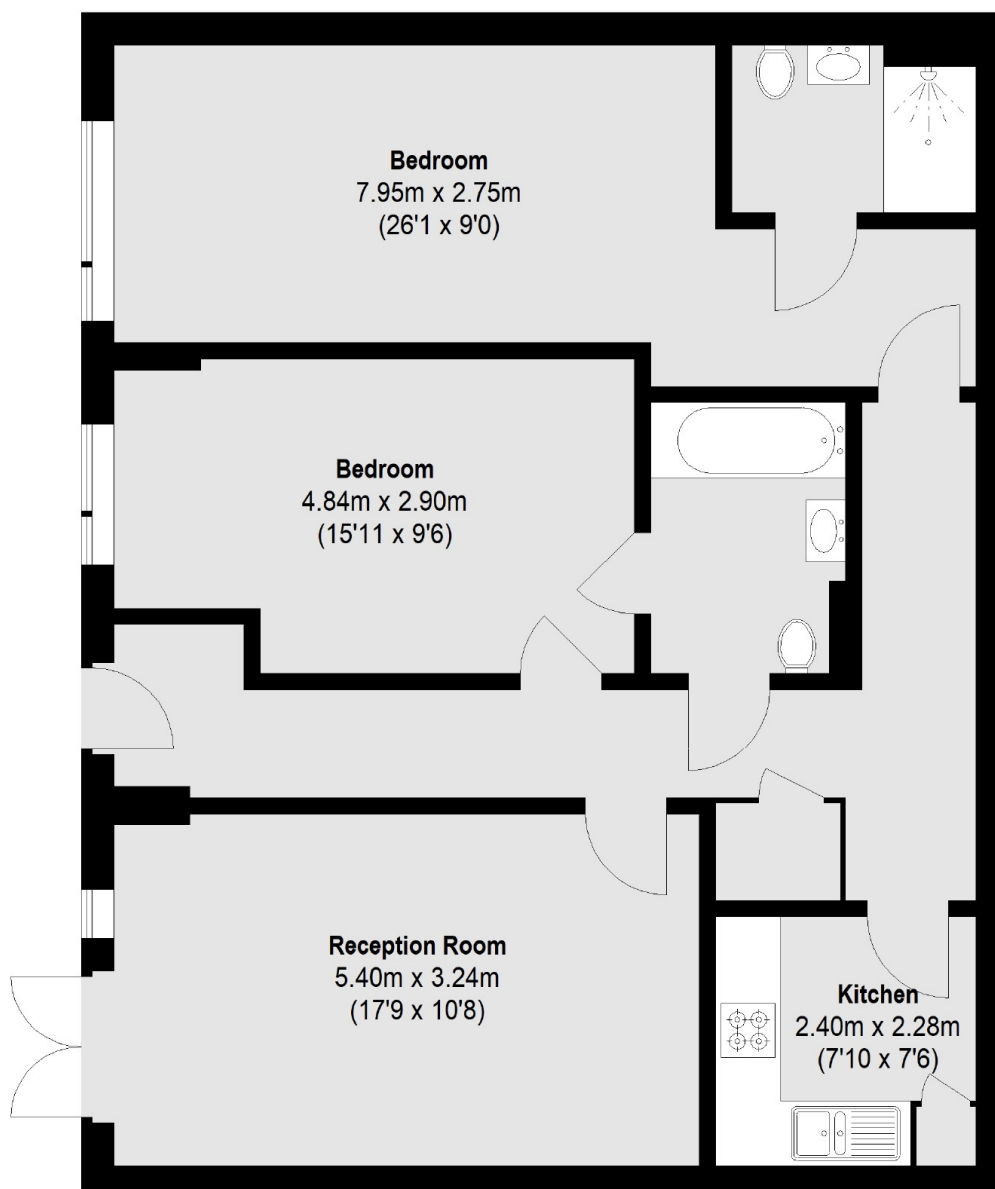 Bedroom
7.95m x 2.75m
(26'1 x 9'0)
Bedroom
4.84m x 2.90m
(15'11 x 9'6)
Reception Room
5.40m x 3.24m
(17'9 x 10'8)
Kitchen
2.40m x 2.28m
(7'10 x 7'6)